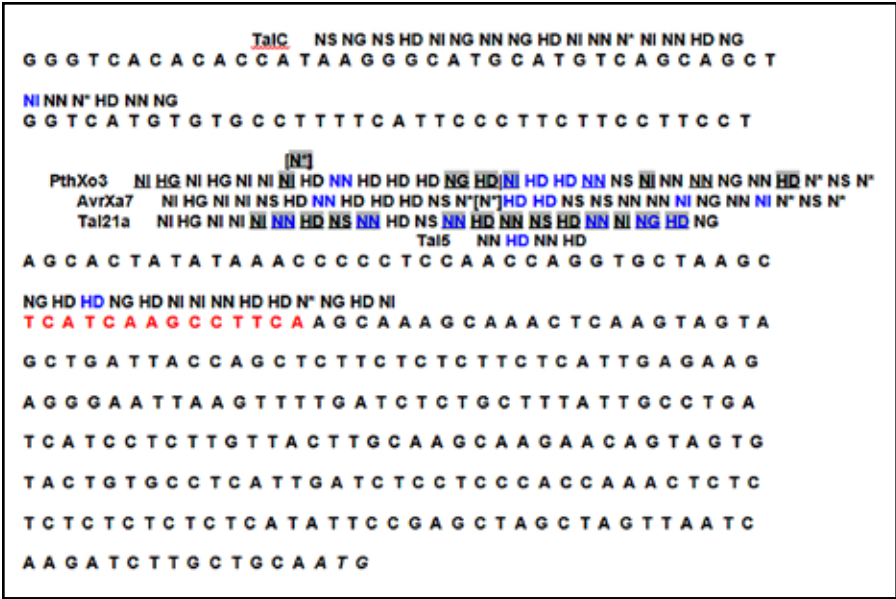 TalC NS NG NS HD NI NG NN NG HD NI NN N* NI NN HD NG
G G G T C A C A C A C C A T A A G G G C A T G C A T G T C A G C A G C T
NI NN N* HD NN NG
G G T C A T G T G T G C C T T T T C A T T C C C T T C T T C C T T C C T
[N*]
PthXo3 NI HG NI HG NI NI NI HD NN HD HD HD NG HD|NI HD HD NN NS NI NN NN NG NN HD N* NS N*
AvrXa7 NI HG NI NI NS HD NN HD HD HD NS N*[N*]HD HD NS NS NN NN NI NG NN NI N* NS N*
Tal21a NI HG NI NI NI NN HD NS NN HD NS NN HD NN NS HD NN NI NG HD NG
Tal5 NN HD NN HD
A G C A C T A T A T A A A C C C C C T C C A A C C A G G T G C T A A G C
NG HD HD NG HD NI NI NN HD HD N* NG HD NI
T C A T C A A G C C T T C A A G C A A A G C A A A C T C A A G T A G T A
G C T G A T T A C C A G C T C T T C T C T C T T C T C A T T G A G A A G
A G G G A A T T A A G T T T T G A T C T C T G C T T T A T T G C C T G A
T C A T C C T C T T G T T A C T T G C A A G C A A G A A C A G T A G T G
T A C T G T G C C T C A T T G A T C T C C T C C C A C C A A A C T C T C
T C T C T C T C T C T C A T A T T C C G A G C T A G C T A G T T A A T C
A A G A T C T T G C T G C A A T G